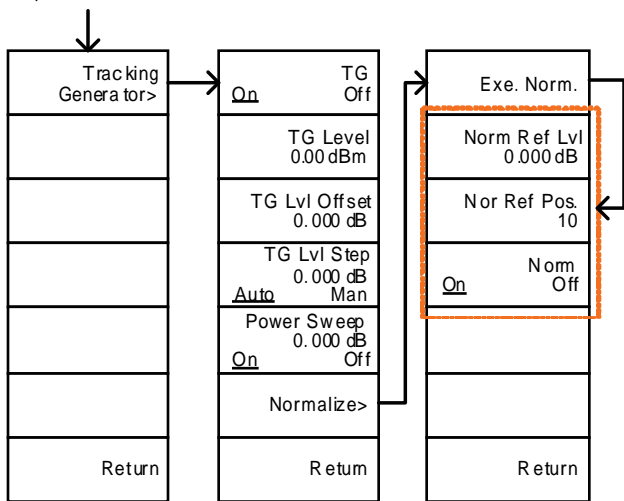 Tracking
Generator>
Return
TG
On Off
TG Level
0.00 dBm
TG Lvl Offset
0.000 dB
TG Lvl Step
0.000 dB
Auto Man
Power Sweep
0.000 dB
On Off
Normalize>
Return
Exe. Norm.
Norm Ref Lvl
0.000 dB
Nor Ref Pos.
10
Norm
On Off
Return